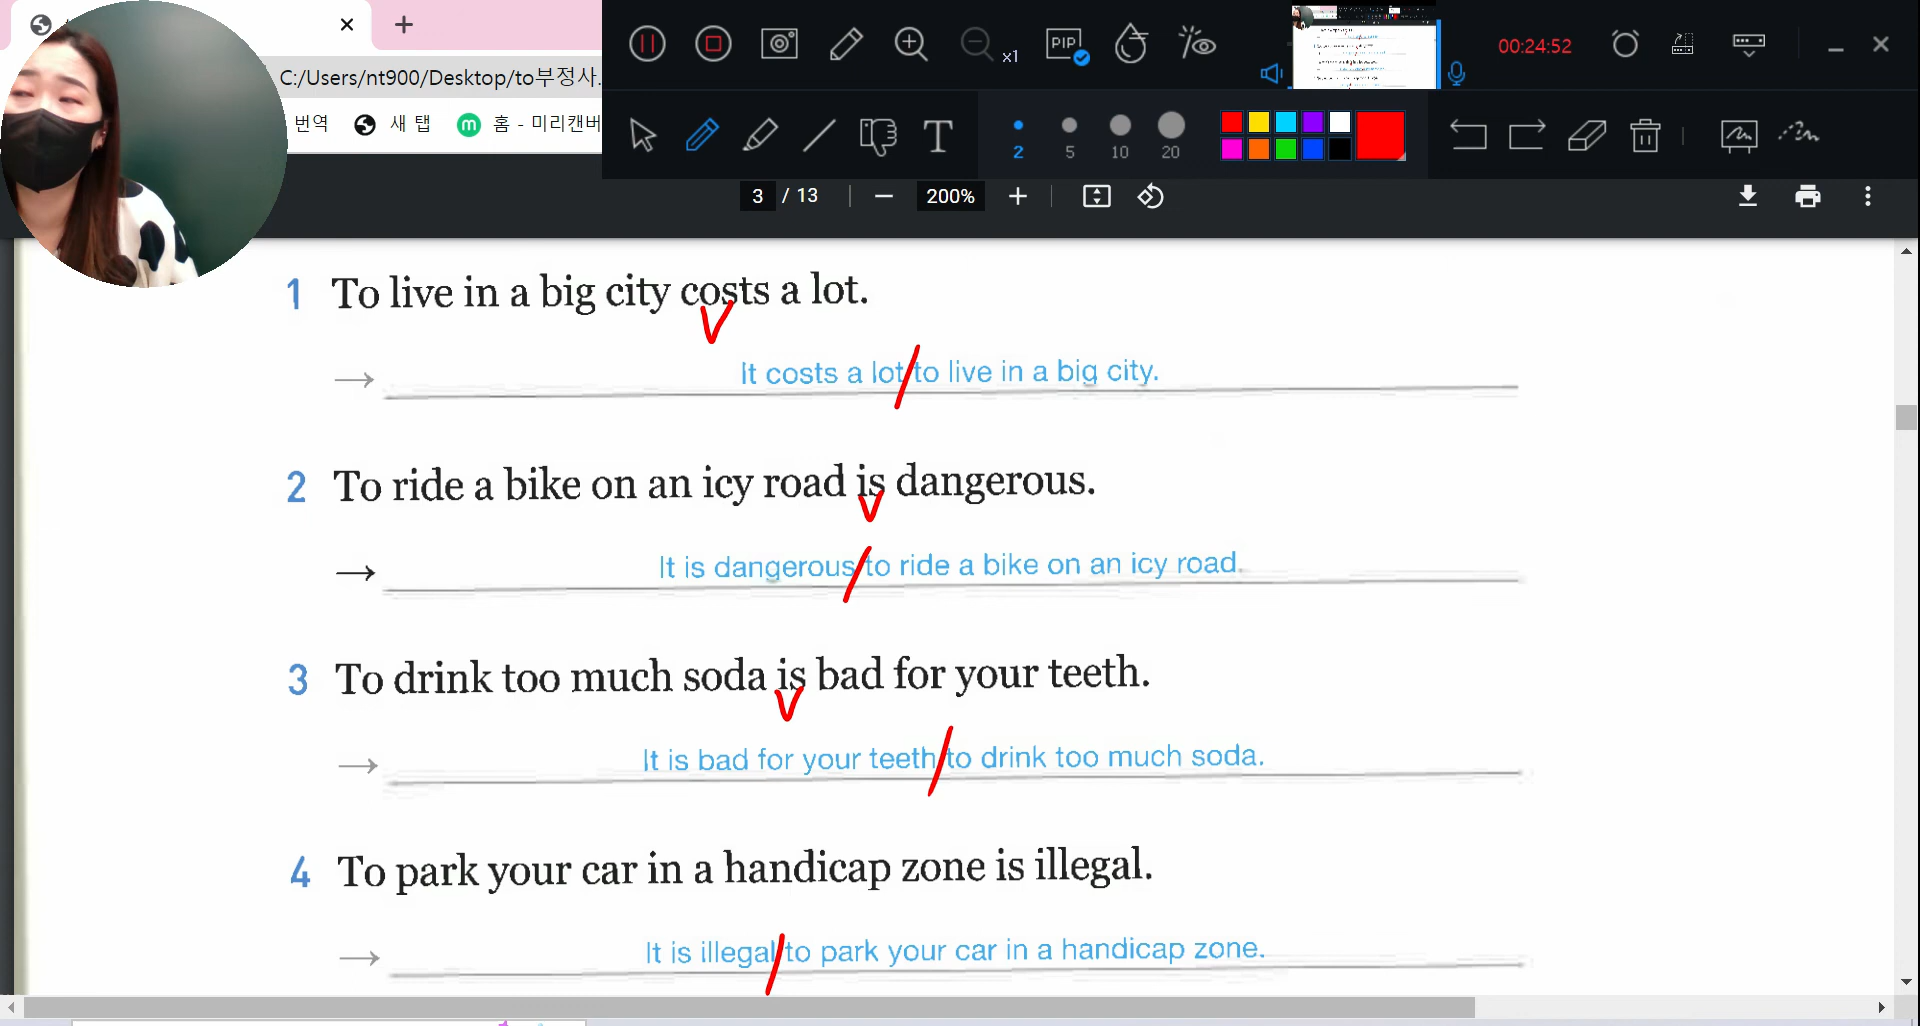 C:/Users/nt900/Desktop/to부정사.
번역 새 탭 m 홈 - 미리캔버
x1 PIP 00:24:52
T 2 5 10 20
3 / 13 200%
1 To live in a big city costs a lot.
→ It costs a lot/to live in a big city.
2 To ride a bike on an icy road is dangerous.
→ It is dangerous/to ride a bike on an icy road.
3 To drink too much soda is bad for your teeth.
→ It is bad for your teeth/to drink too much soda.
4 To park your car in a handicap zone is illegal.
→ It is illegal/to park your car in a handicap zone.